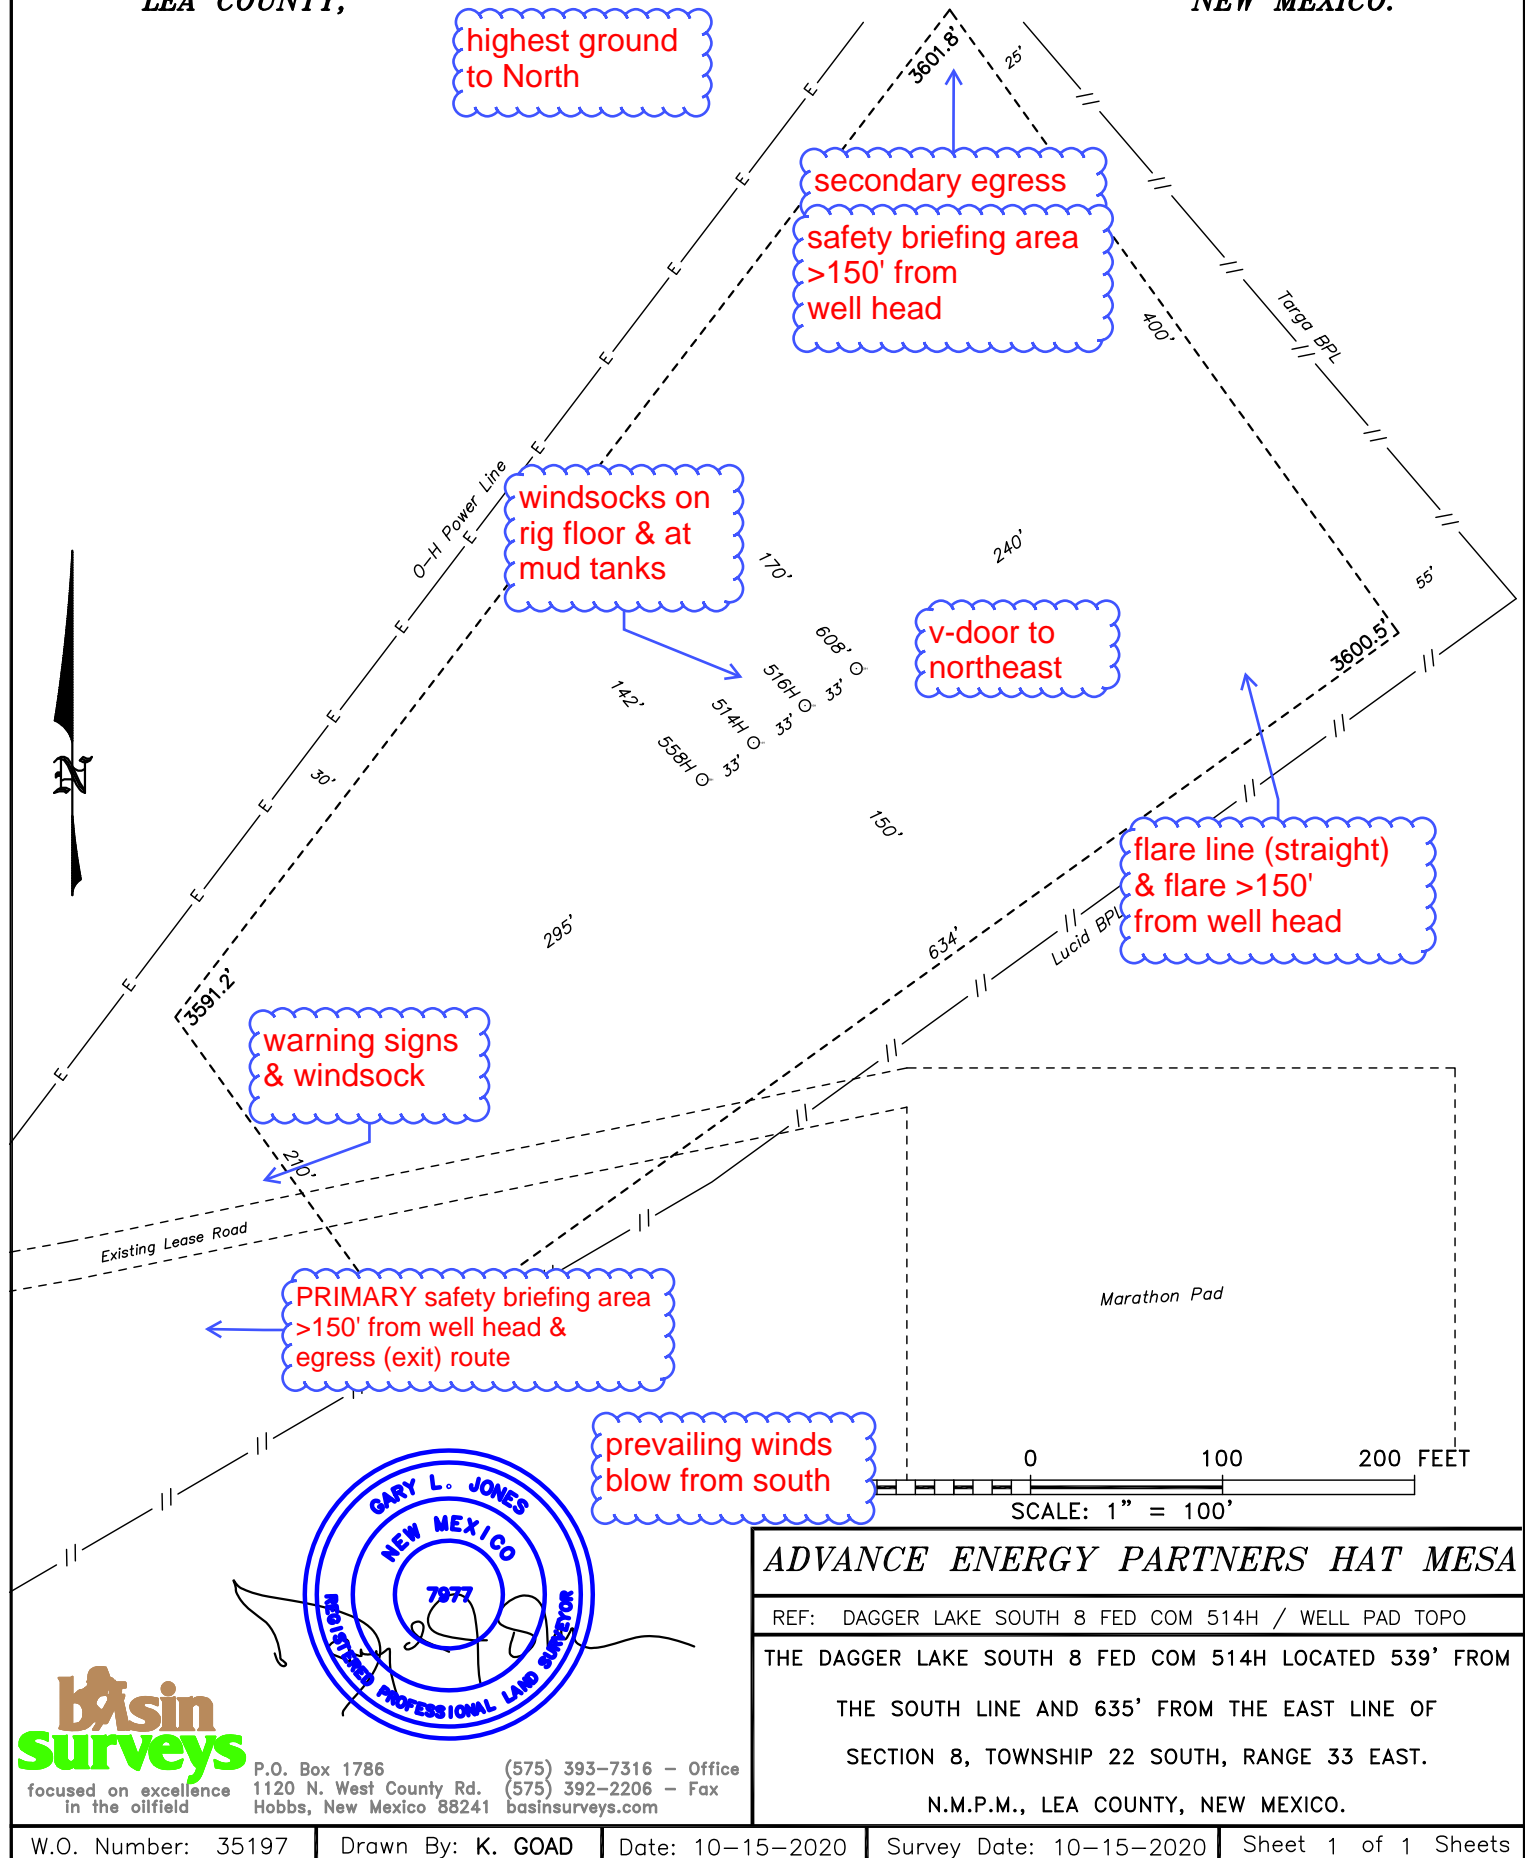 LEA COUNTY,
NEW MEXICO.
highest ground
to North
3601.8'
25'
E
E
E
E
E
E
E
E
E
E
E
E
secondary egress
safety briefing area
>150' from
well head
Targa BPL
400'
O-H Power Line
windsocks on
rig floor & at
mud tanks
170'
240'
55'
v-door to
northeast
3600.5'
608'
516H
33'
142'
514H
33'
558H
33'
N
30'
150'
flare line (straight)
& flare >150'
from well head
295'
634'
Lucid BPL
3591.2'
warning signs
& windsock
210'
Existing Lease Road
PRIMARY safety briefing area
>150' from well head &
egress (exit) route
Marathon Pad
prevailing winds
blow from south
0 100 200 FEET
SCALE: 1" = 100'
GARY L. JONES
NEW MEXICO
7977
REGISTERED PROFESSIONAL LAND SURVEYOR
ADVANCE ENERGY PARTNERS HAT MESA
REF: DAGGER LAKE SOUTH 8 FED COM 514H / WELL PAD TOPO
THE DAGGER LAKE SOUTH 8 FED COM 514H LOCATED 539' FROM
THE SOUTH LINE AND 635' FROM THE EAST LINE OF
SECTION 8, TOWNSHIP 22 SOUTH, RANGE 33 EAST.
N.M.P.M., LEA COUNTY, NEW MEXICO.
basin
surveys
focused on excellence
in the oilfield
P.O. Box 1786
1120 N. West County Rd.
Hobbs, New Mexico 88241
(575) 393-7316 - Office
(575) 392-2206 - Fax
basinsurveys.com
W.O. Number: 35197
Drawn By: K. GOAD
Date: 10-15-2020
Survey Date: 10-15-2020
Sheet 1 of 1 Sheets